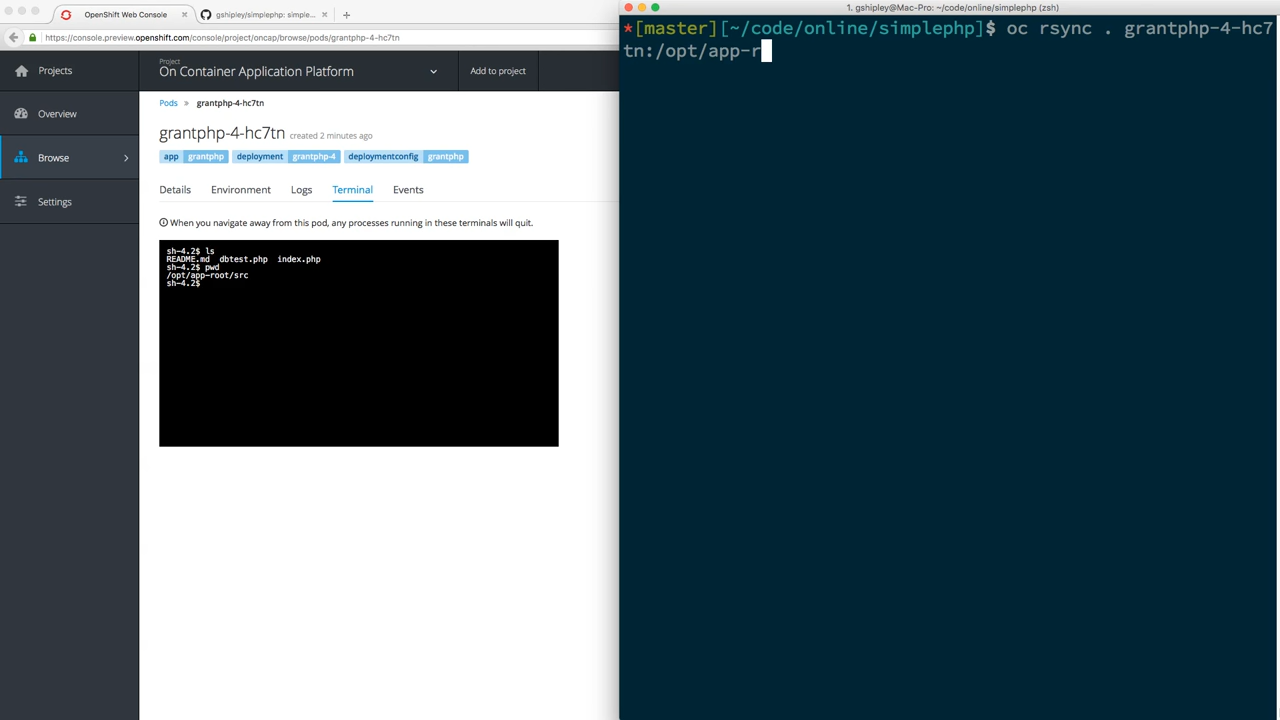 OpenShift Web Console
gshipley/simplephp: simple...
https://console.preview.openshift.com/console/project/oncap/browse/pods/grantphp-4-hc7tn
Projects
Overview
Browse
Settings
Project
On Container Application Platform
Add to project
Pods » grantphp-4-hc7tn
grantphp-4-hc7tn created 2 minutes ago
app grantphp deployment grantphp-4 deploymentconfig grantphp
Details Environment Logs Terminal Events
When you navigate away from this pod, any processes running in these terminals will quit.
sh-4.2$ ls
README.md dbtest.php index.php
sh-4.2$ pwd
/opt/app-root/src
sh-4.2$
1. gshipley@Mac-Pro: ~/code/online/simplephp (zsh)
*[master][~/code/online/simplephp]$ oc rsync . grantphp-4-hc7
tn:/opt/app-r